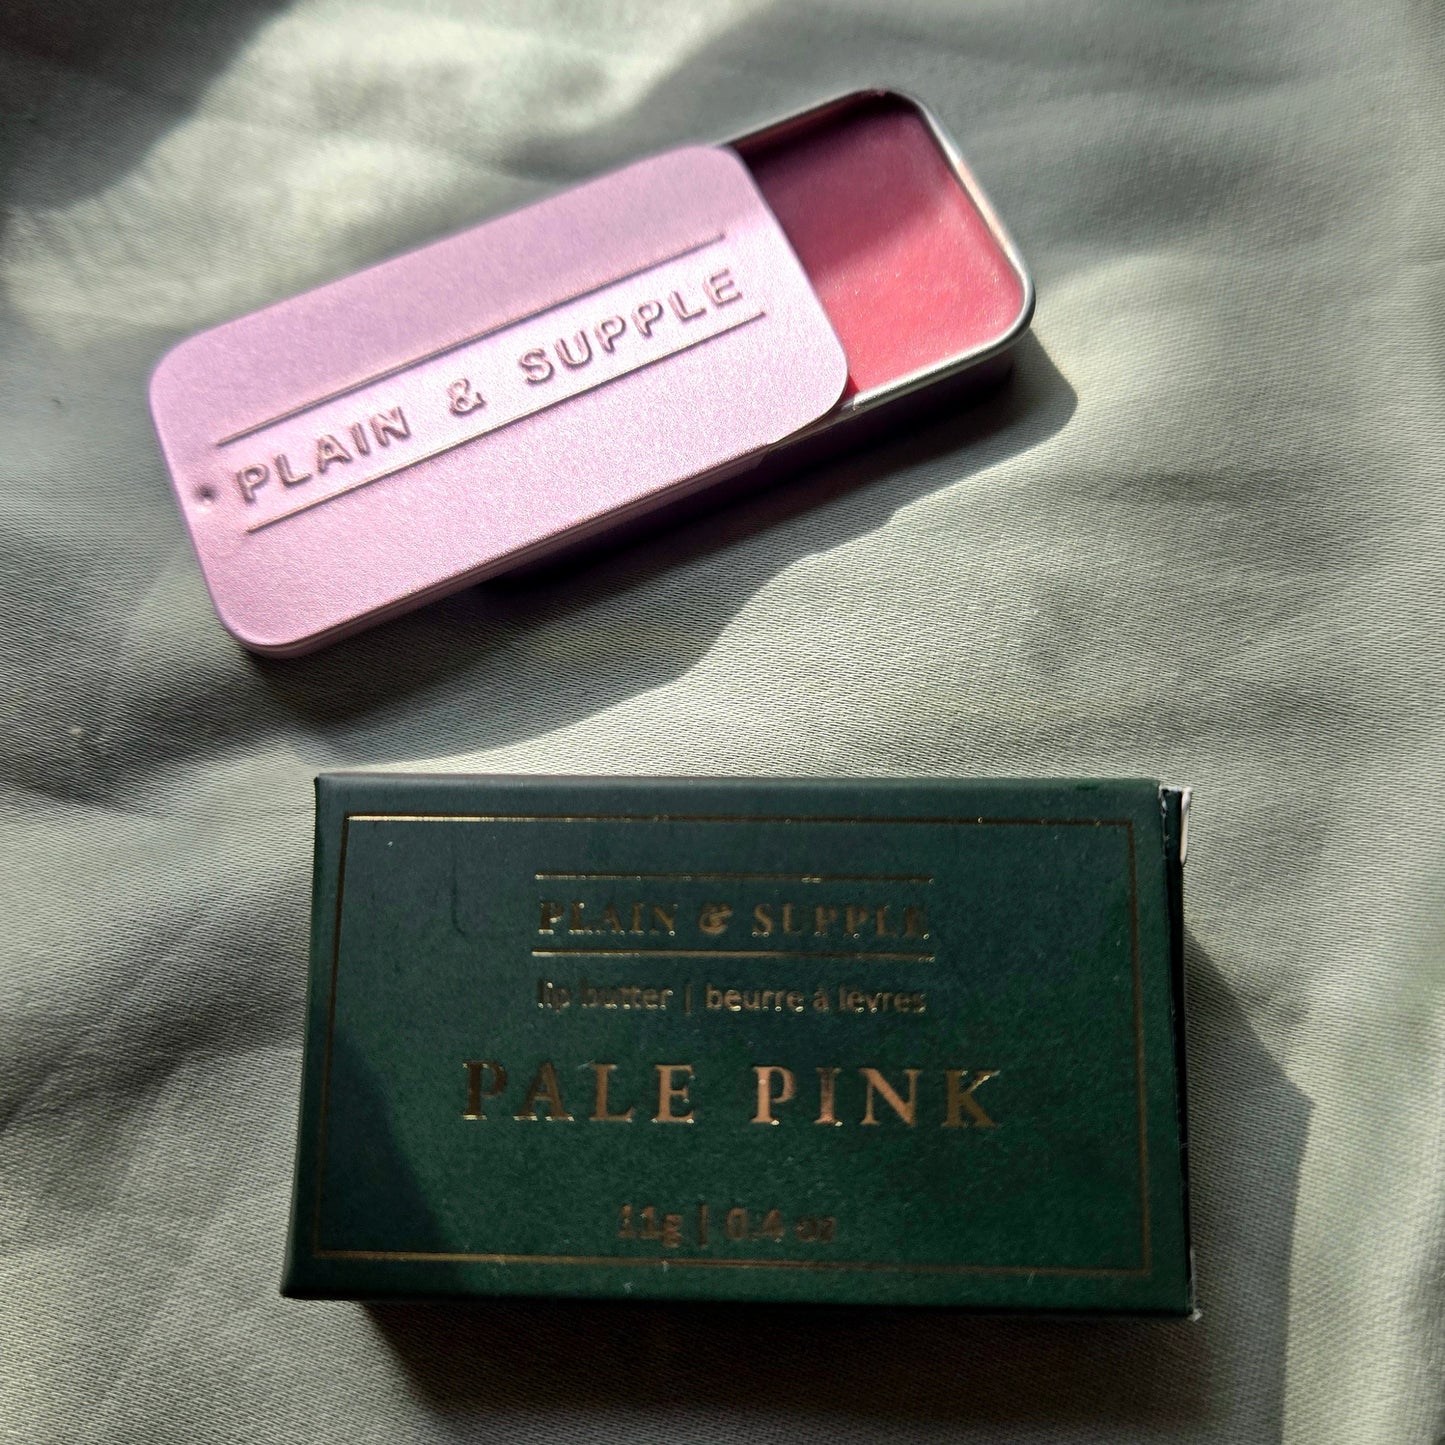 PLAIN & SUPPLE
PLAIN & SUPPLE
lip butter | beurre à lèvres
PALE PINK
11g | 0.4 oz